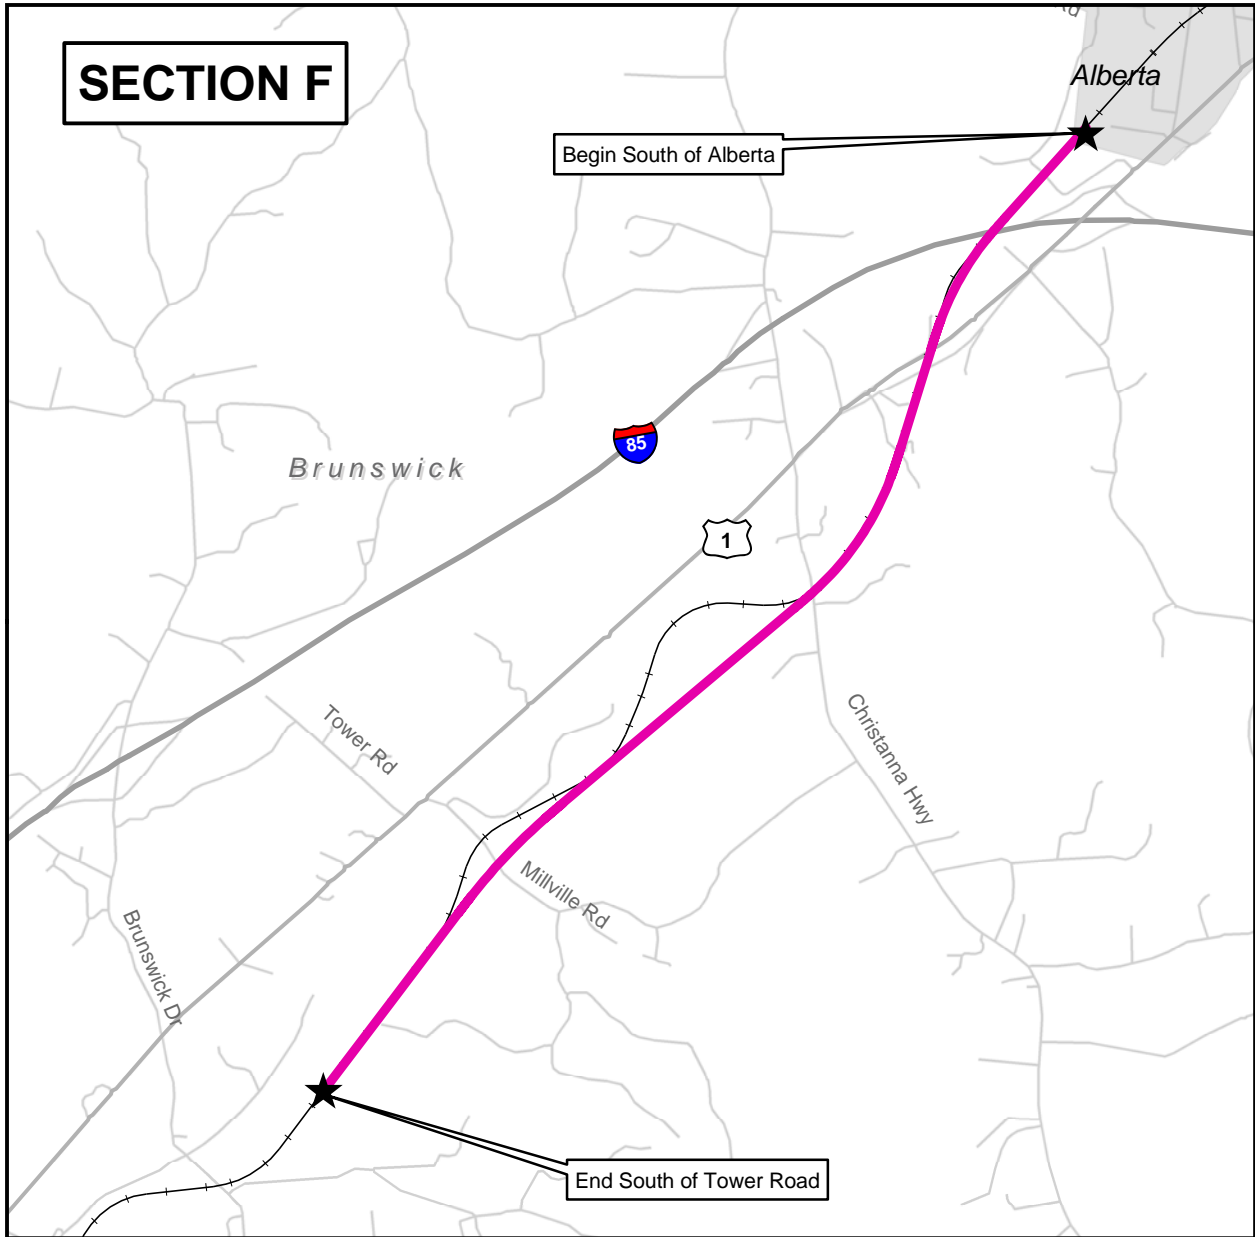 SECTION F
Rd
Alberta
Begin South of Alberta
85
Brunswick
1
Tower Rd
Christanna Hwy
Millville Rd
Brunswick Dr
End South of Tower Road